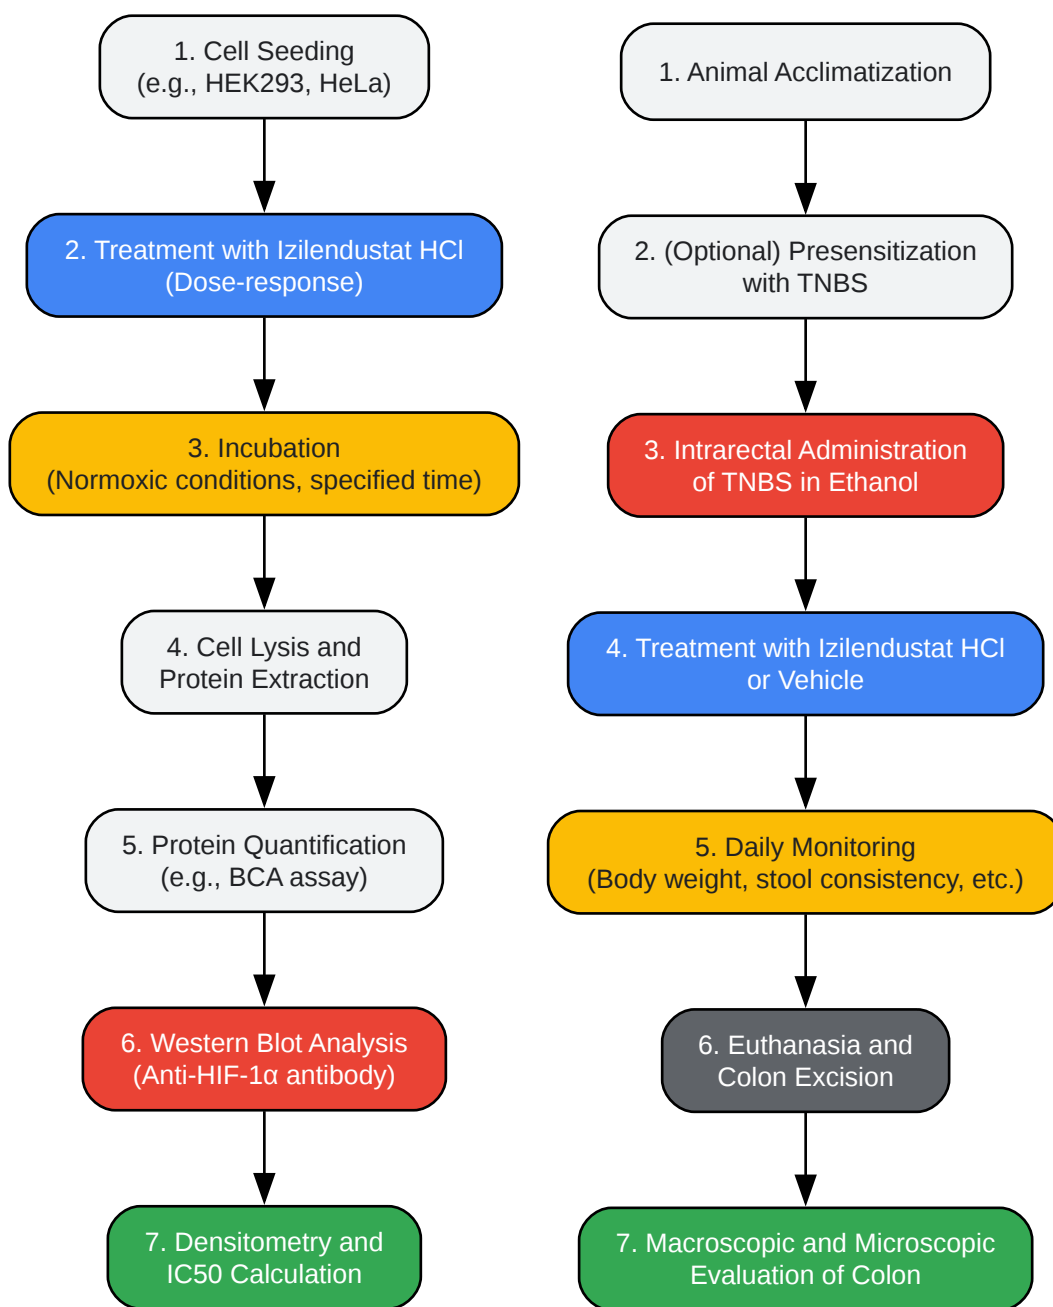 1. Cell Seeding
(e.g., HEK293, HeLa)
2. Treatment with Izilendustat HCl
(Dose-response)
3. Incubation
(Normoxic conditions, specified time)
4. Cell Lysis and
Protein Extraction
5. Protein Quantification
(e.g., BCA assay)
6. Western Blot Analysis
(Anti-HIF-1α antibody)
7. Densitometry and
IC50 Calculation
1. Animal Acclimatization
2. (Optional) Presensitization
with TNBS
3. Intrarectal Administration
of TNBS in Ethanol
4. Treatment with Izilendustat HCl
or Vehicle
5. Daily Monitoring
(Body weight, stool consistency, etc.)
6. Euthanasia and
Colon Excision
7. Macroscopic and Microscopic
Evaluation of Colon